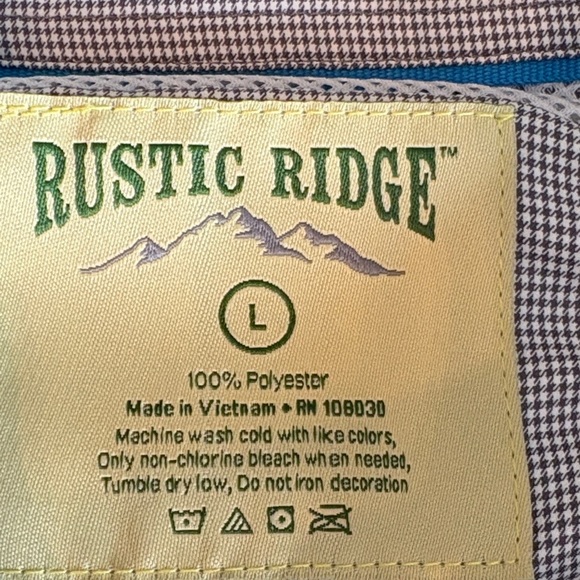 RUSTIC RIDGE™
L
100% Polyester
Made in Vietnam • RN 108030
Machine wash cold with like colors,
Only non-chlorine bleach when needed,
Tumble dry low, Do not iron decoration